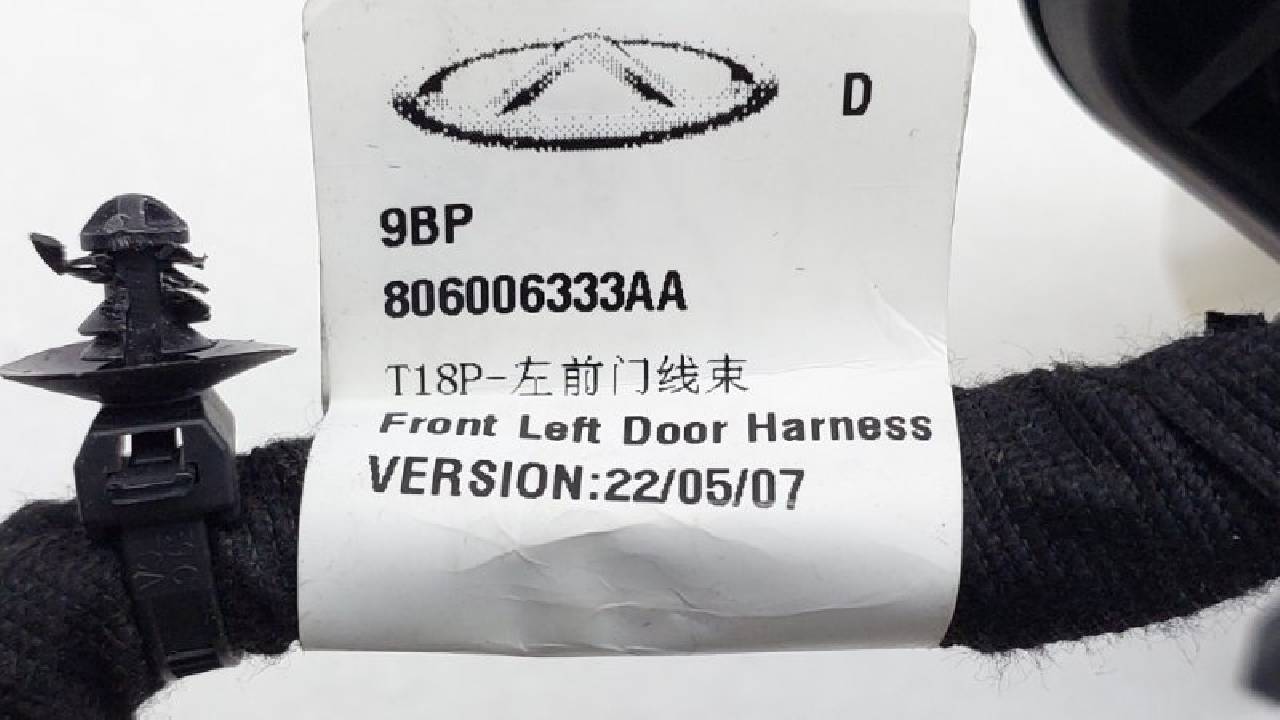 D
9BP
806006333AA
T18P-左前门线束
Front Left Door Harness
VERSION:22/05/07